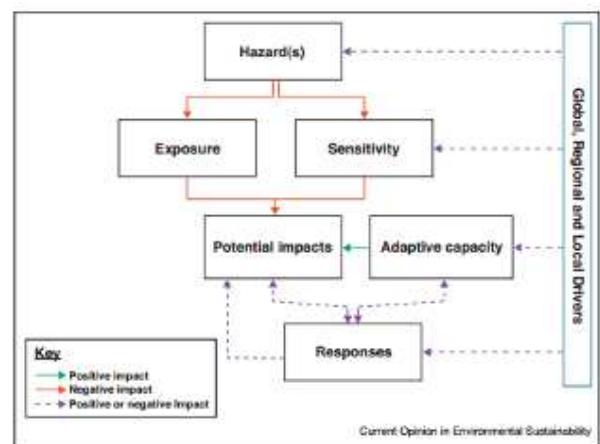 Hazard(s)
Exposure
Sensitivity
Potential impacts
Adaptive capacity
Responses
Global, Regional and Local Drivers
Key
Positive impact
Negative impact
Positive or negative Impact
Current Opinion in Environmental Sustainability